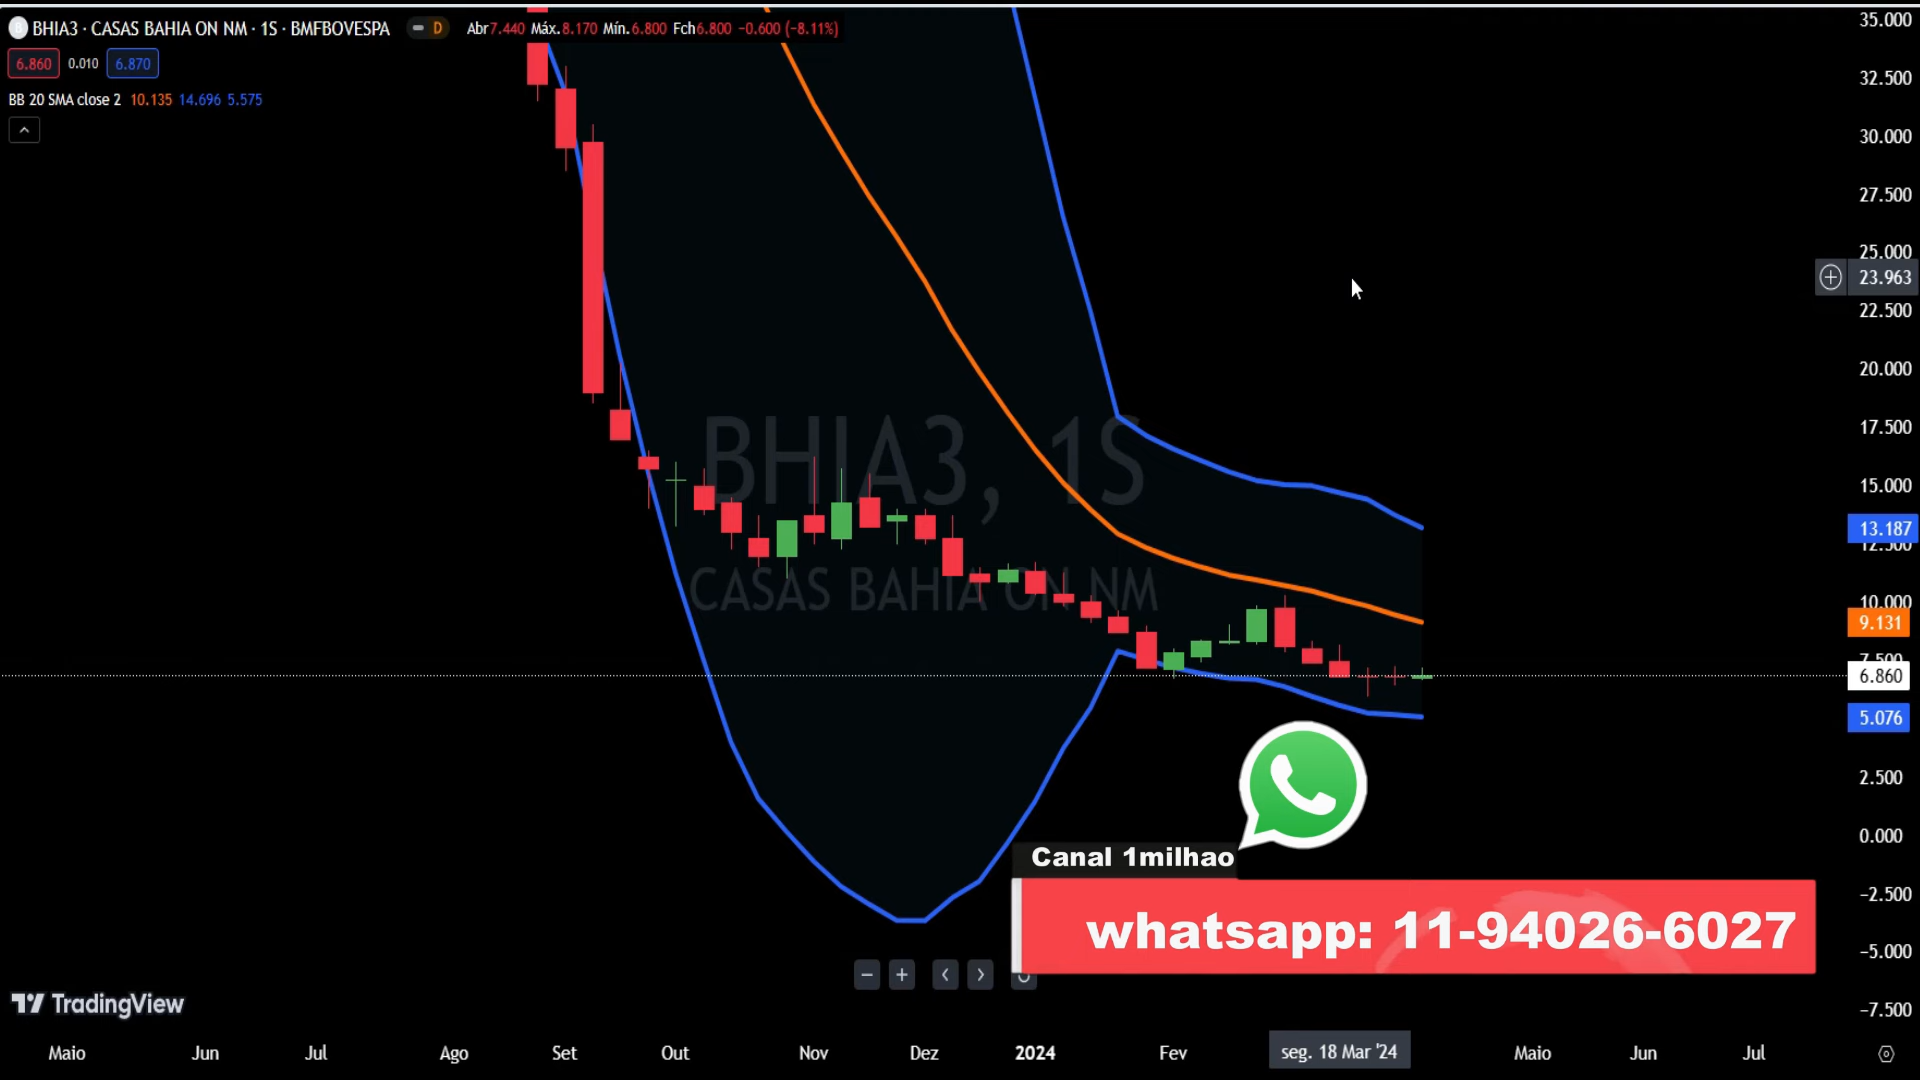 BHIA3 · CASAS BAHIA ON NM · 1S · BMFBOVESPA D Abr7.440 Máx.8.170 Mín.6.800 Fch6.800 −0.600 (−8.11%)
6.860 0.010 6.870
BB 20 SMA close 2 10.135 14.696 5.575
35.000
32.500
30.000
27.500
25.000
23.963
22.500
20.000
17.500
15.000
13.187
12.500
10.000
9.131
7.500
6.860
5.076
2.500
0.000
−2.500
−5.000
−7.500
BHIA3, 1S
CASAS BAHIA ON NM
Canal 1milhao
whatsapp: 11-94026-6027
TradingView
Maio Jun Jul Ago Set Out Nov Dez 2024 Fev seg. 18 Mar '24 Maio Jun Jul